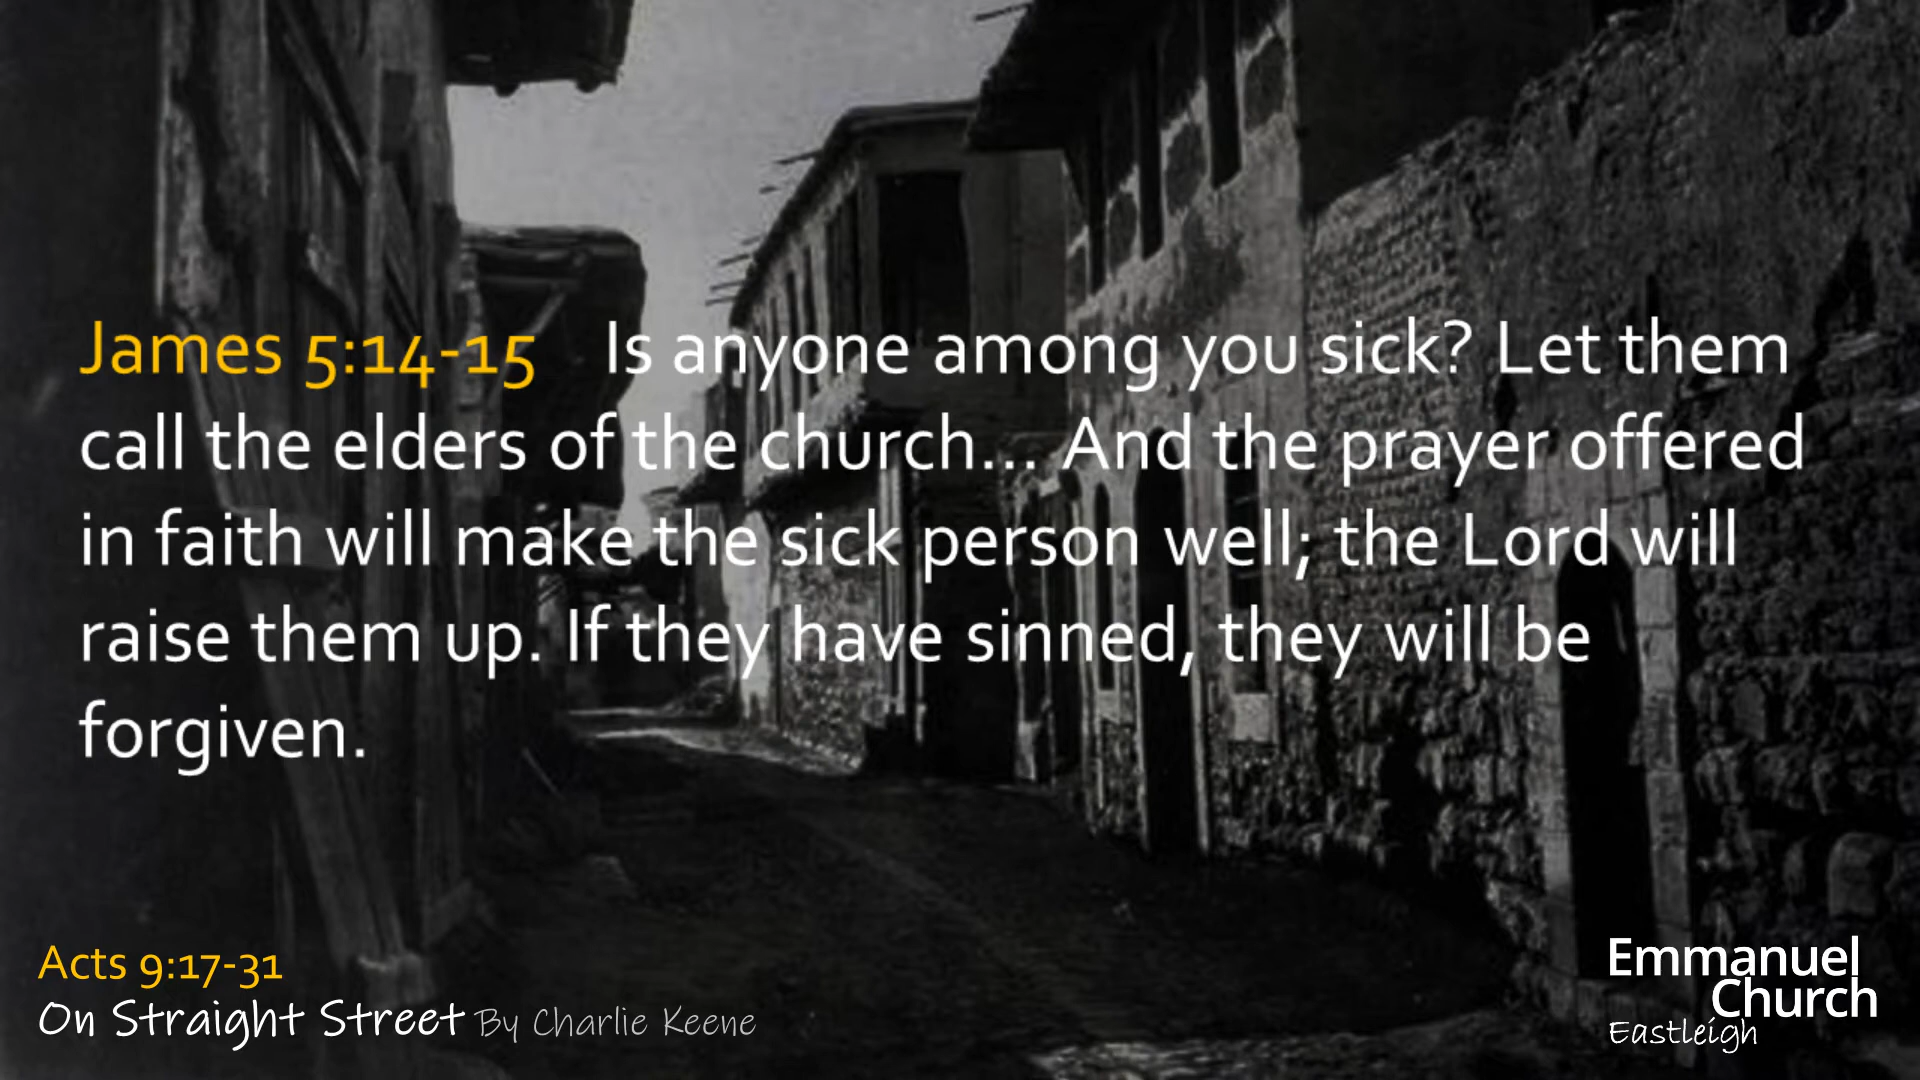 James 5:14-15 Is anyone among you sick? Let them
call the elders of the church... And the prayer offered
in faith will make the sick person well; the Lord will
raise them up. If they have sinned, they will be
forgiven.
Acts 9:17-31
On Straight Street By Charlie Keene
Emmanuel
Church
Eastleigh